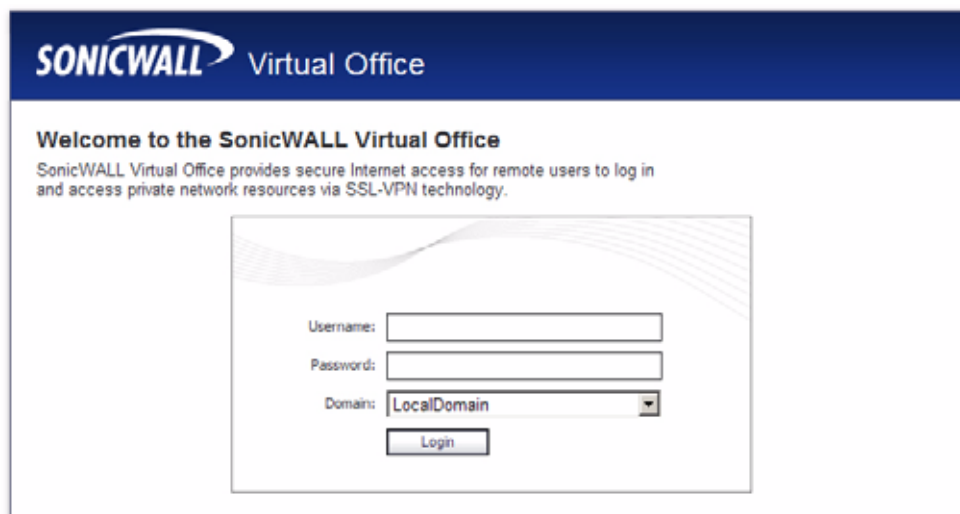 SONICWALL Virtual Office
Welcome to the SonicWALL Virtual Office
SonicWALL Virtual Office provides secure Internet access for remote users to log in
and access private network resources via SSL-VPN technology.
Username:
Password:
Domain: LocalDomain
Login